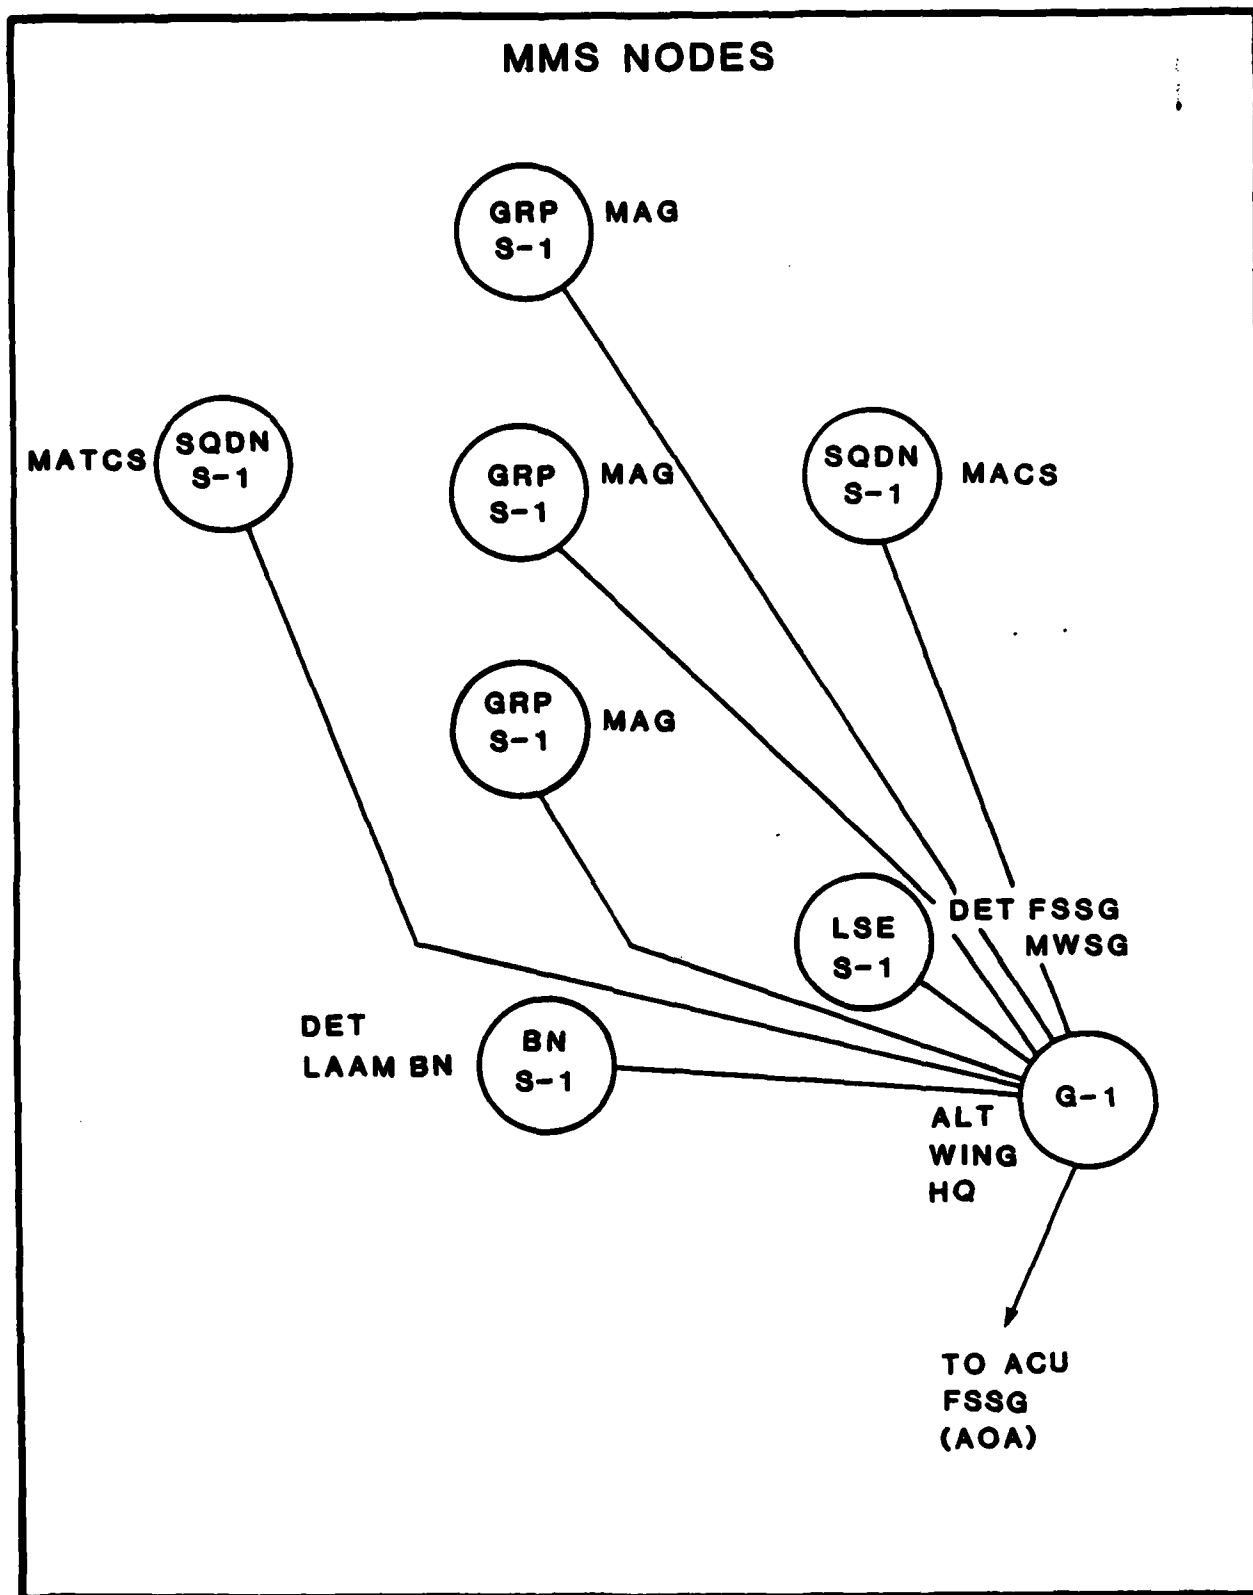 MMS NODES
GRP
S-1
MAG
MATCS
SQDN
S-1
GRP
S-1
MAG
SQDN
S-1
MACS
GRP
S-1
MAG
LSE
S-1
DET FSSG
MWSG
DET
LAAM BN
BN
S-1
G-1
ALT
WING
HQ
TO ACU
FSSG
(AOA)